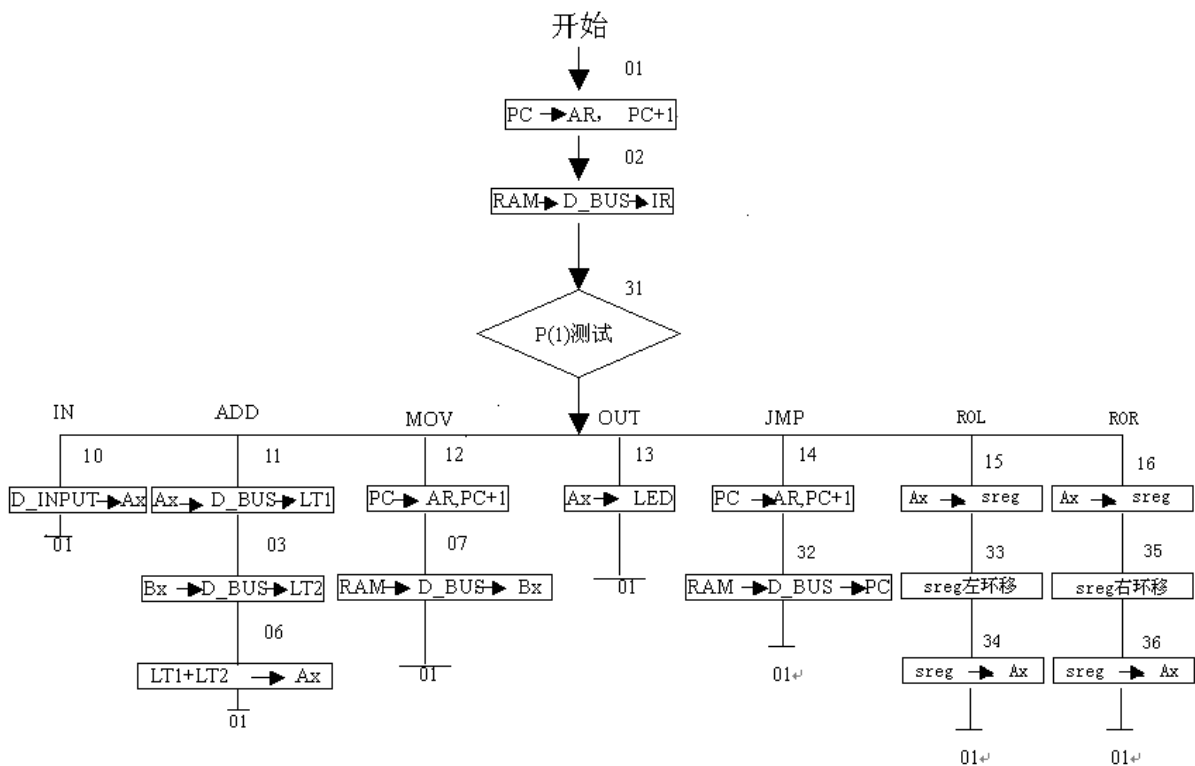 开始
01
PC AR, PC+1
02
RAM D_BUS IR
31
P(1)测试
IN ADD MOV OUT JMP ROL ROR
10 11 12 13 14 15 16
D_INPUT Ax Ax D_BUS LT1 PC AR,PC+1 Ax LED PC AR,PC+1 Ax sreg Ax sreg
01 03 07 32 33 35
Bx D_BUS LT2 RAM D_BUS Bx 01 RAM D_BUS PC sreg左环移 sreg右环移
06 34 36
LT1+LT2 Ax 01 01 sreg Ax sreg Ax
01
01 01